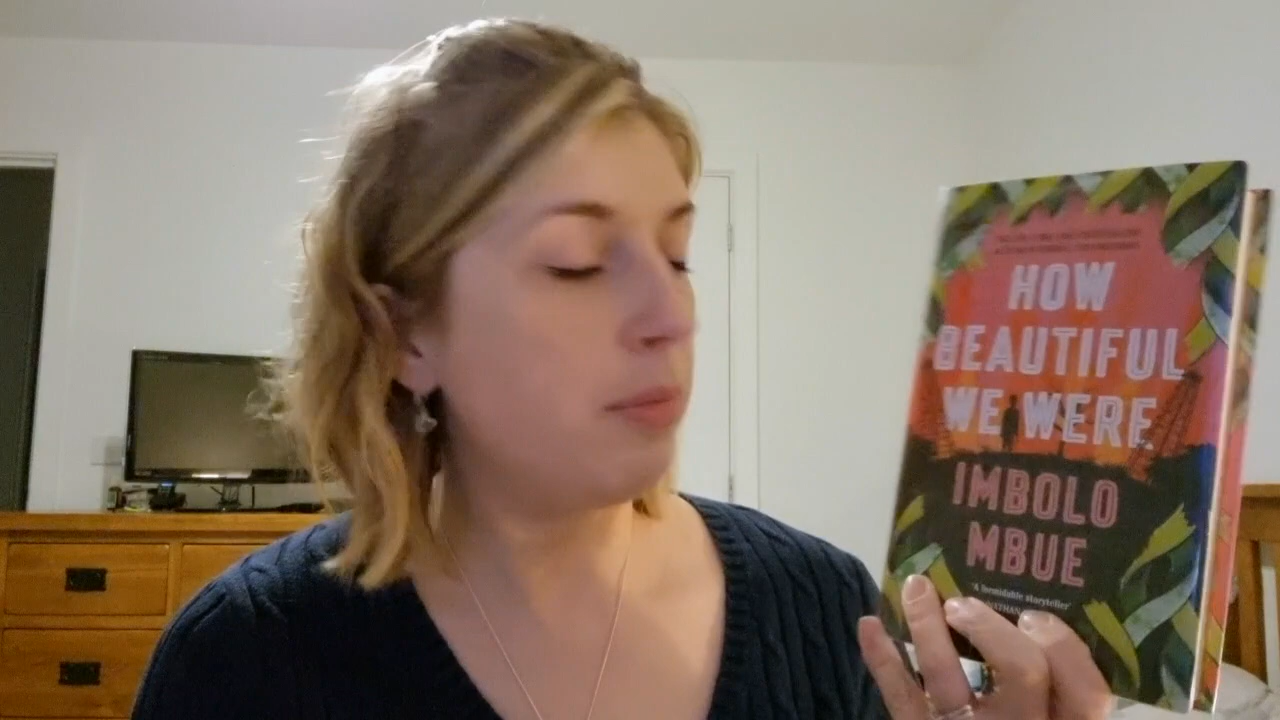 HOW
BEAUTIFUL
WE WERE
IMBOLO
MBUE
'A formidable storyteller'